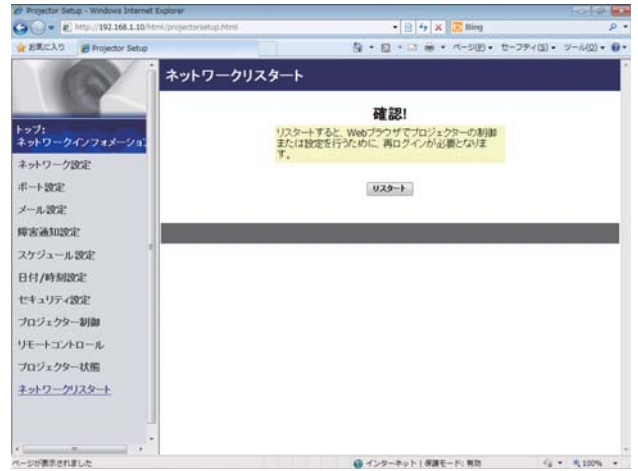 Projector Setup - Windows Internet Explorer
http://192.168.1.10/html/projectorsetup.html
Bing
お気に入り
Projector Setup
ページ(P)
セーフティ(S)
ツール(O)
ネットワークリスタート
確認!
リスタートすると、Webブラウザでプロジェクターの制御
または設定を行うために、再ログインが必要となりま
す。
リスタート
トップ:
ネットワークインフォメーション
ネットワーク設定
ポート設定
メール設定
障害通知設定
スケジュール設定
日付/時刻設定
セキュリティ設定
プロジェクター制御
リモートコントロール
プロジェクター状態
ネットワークリスタート
ページが表示されました
インターネット | 保護モード: 有効
100%